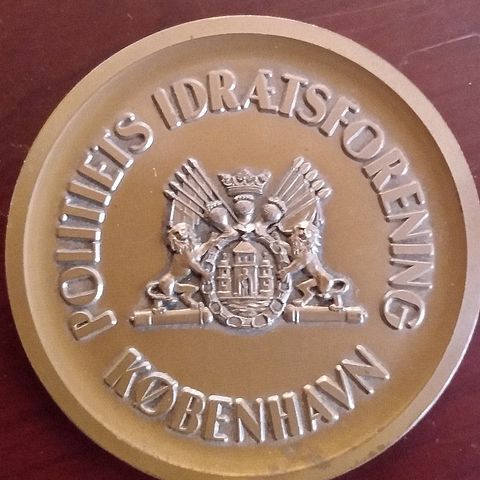 POLITIETS IDRÆTSFORENING
KØBENHAVN